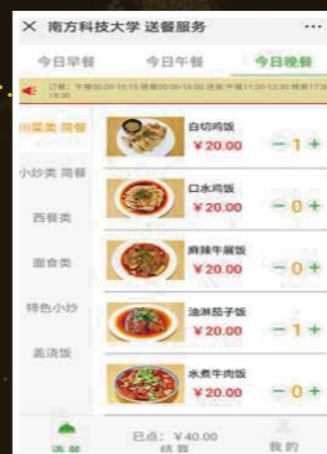 南方科技大学 送餐服务
今日早餐 今日午餐 今日晚餐
川菜类 简餐
小炒类 简餐
西餐类
面食类
特色小炒
盖浇饭
白切鸡饭
￥20.00
1
口水鸡饭
￥20.00
0
麻辣牛展饭
￥20.00
0
油淋茄子饭
￥20.00
1
水煮牛肉饭
￥20.00
0
选餐
已点：￥40.00
结算
我的